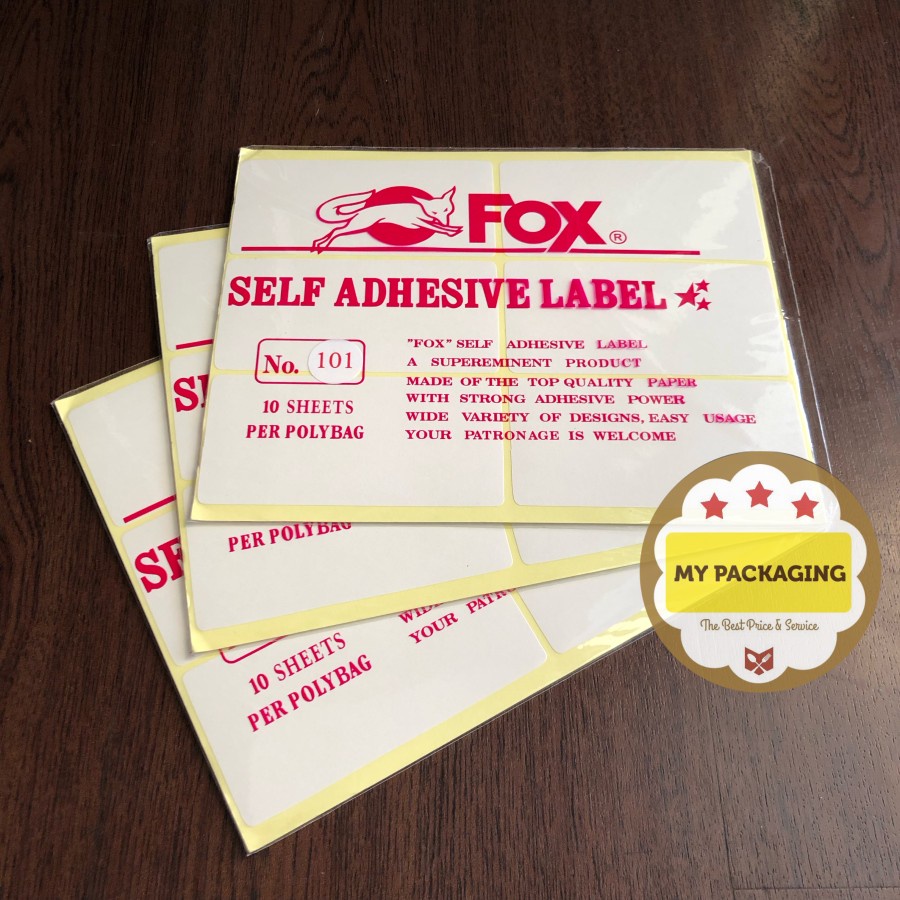 FOX ®
SELF ADHESIVE LABEL
No. 101
10 SHEETS
PER POLYBAG
"FOX" SELF ADHESIVE LABEL
A SUPEREMINENT PRODUCT
MADE OF THE TOP QUALITY PAPER
WITH STRONG ADHESIVE POWER
WIDE VARIETY OF DESIGNS, EASY USAGE
YOUR PATRONAGE IS WELCOME
PER POLYBAG
10 SHEETS
PER POLYBAG
YOUR
MY PACKAGING
The Best Price & Service